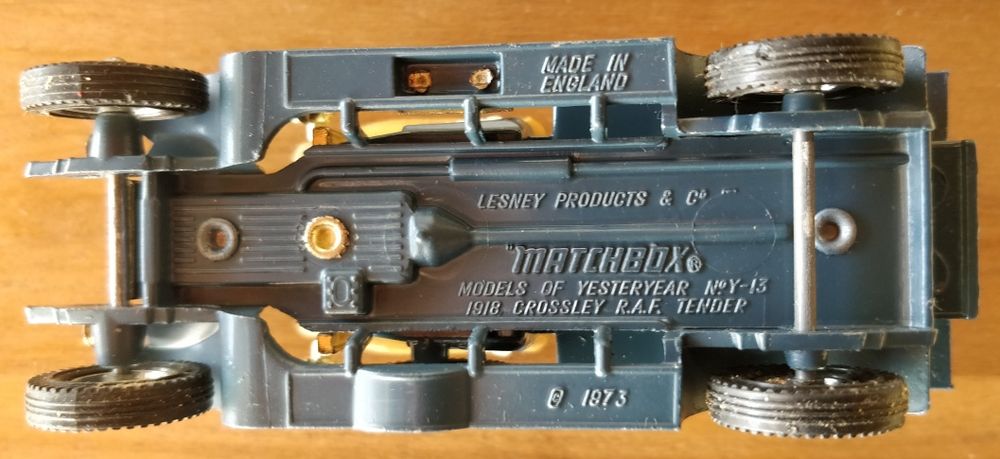 MADE IN
ENGLAND
LESNEY PRODUCTS & Co
"MATCHBOX"®
MODELS OF YESTERYEAR No Y-13
1918 CROSSLEY R.A.F. TENDER
© 1973